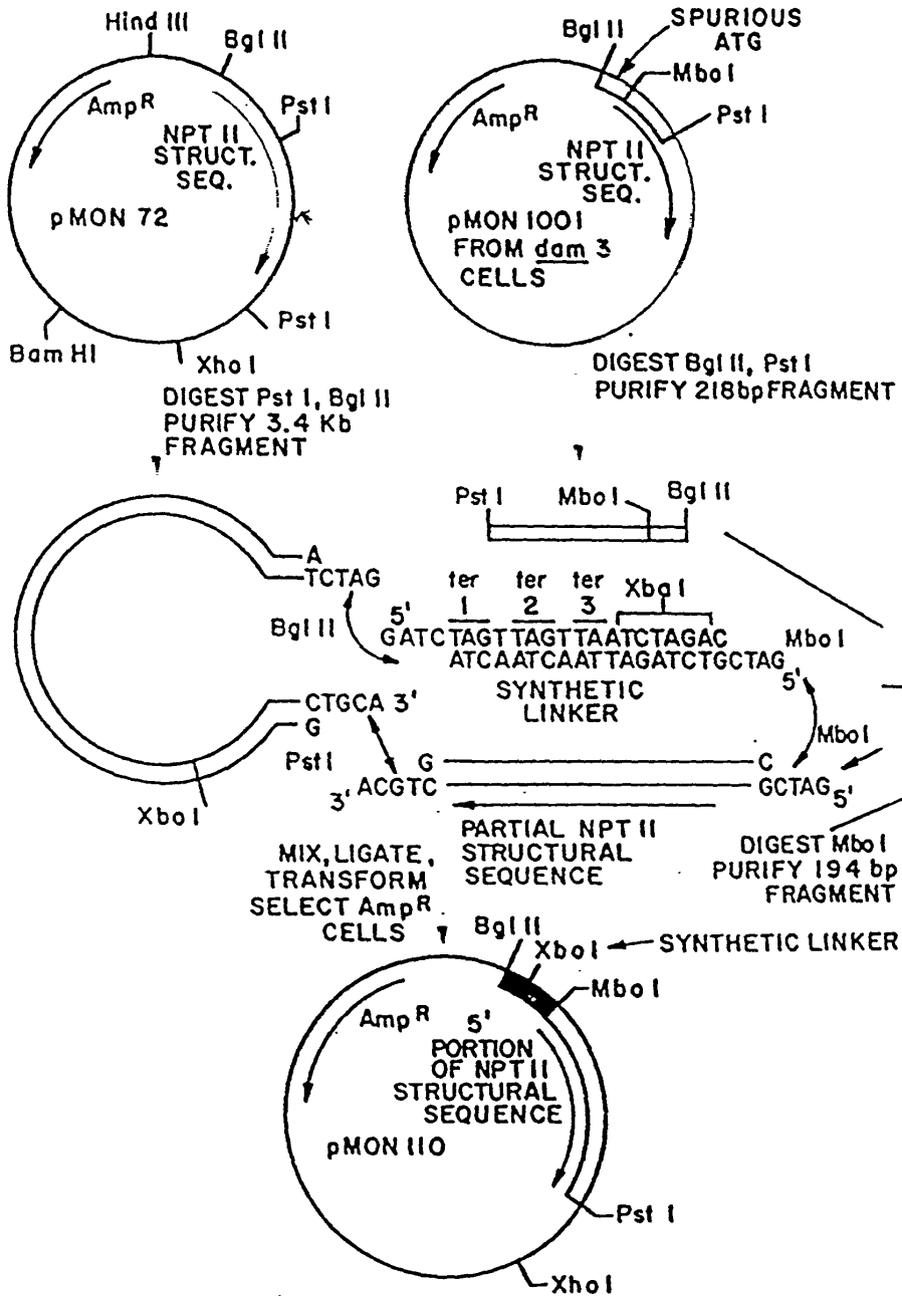 Hind III
Bgl II
Pst I
Amp R
NPT II
STRUCT.
SEQ.
pMON 72
Pst I
Bam HI
Xho I
DIGEST Pst I, Bgl II
PURIFY 3.4 Kb
FRAGMENT
SPURIOUS
ATG
Bgl II
Mbo I
Pst I
Amp R
NPT II
STRUCT.
SEQ.
pMON 1001
FROM dam 3
CELLS
DIGEST Bgl II, Pst I
PURIFY 218bp FRAGMENT
Pst I Mbo I Bgl II
A
TCTAG
Bgl II
ter ter ter XbaI
1 2 3
5'
GATCTAGTTAGTTAATCTAGAC Mbo I
ATCAATCAATTAGATCTGCTAG
5'
SYNTHETIC
LINKER
CTGCA 3'
G
Pst I
Xbo I
Mbo I
G C
3' ACGTC GCTAG 5'
PARTIAL NPT II
STRUCTURAL
SEQUENCE
DIGEST Mbo I
PURIFY 194 bp
FRAGMENT
MIX, LIGATE,
TRANSFORM
SELECT Amp R
CELLS
Bgl II
Xbo I
SYNTHETIC LINKER
Mbo I
Amp R
5'
PORTION
OF NPT II
STRUCTURAL
SEQUENCE
pMON 110
Pst I
Xho I